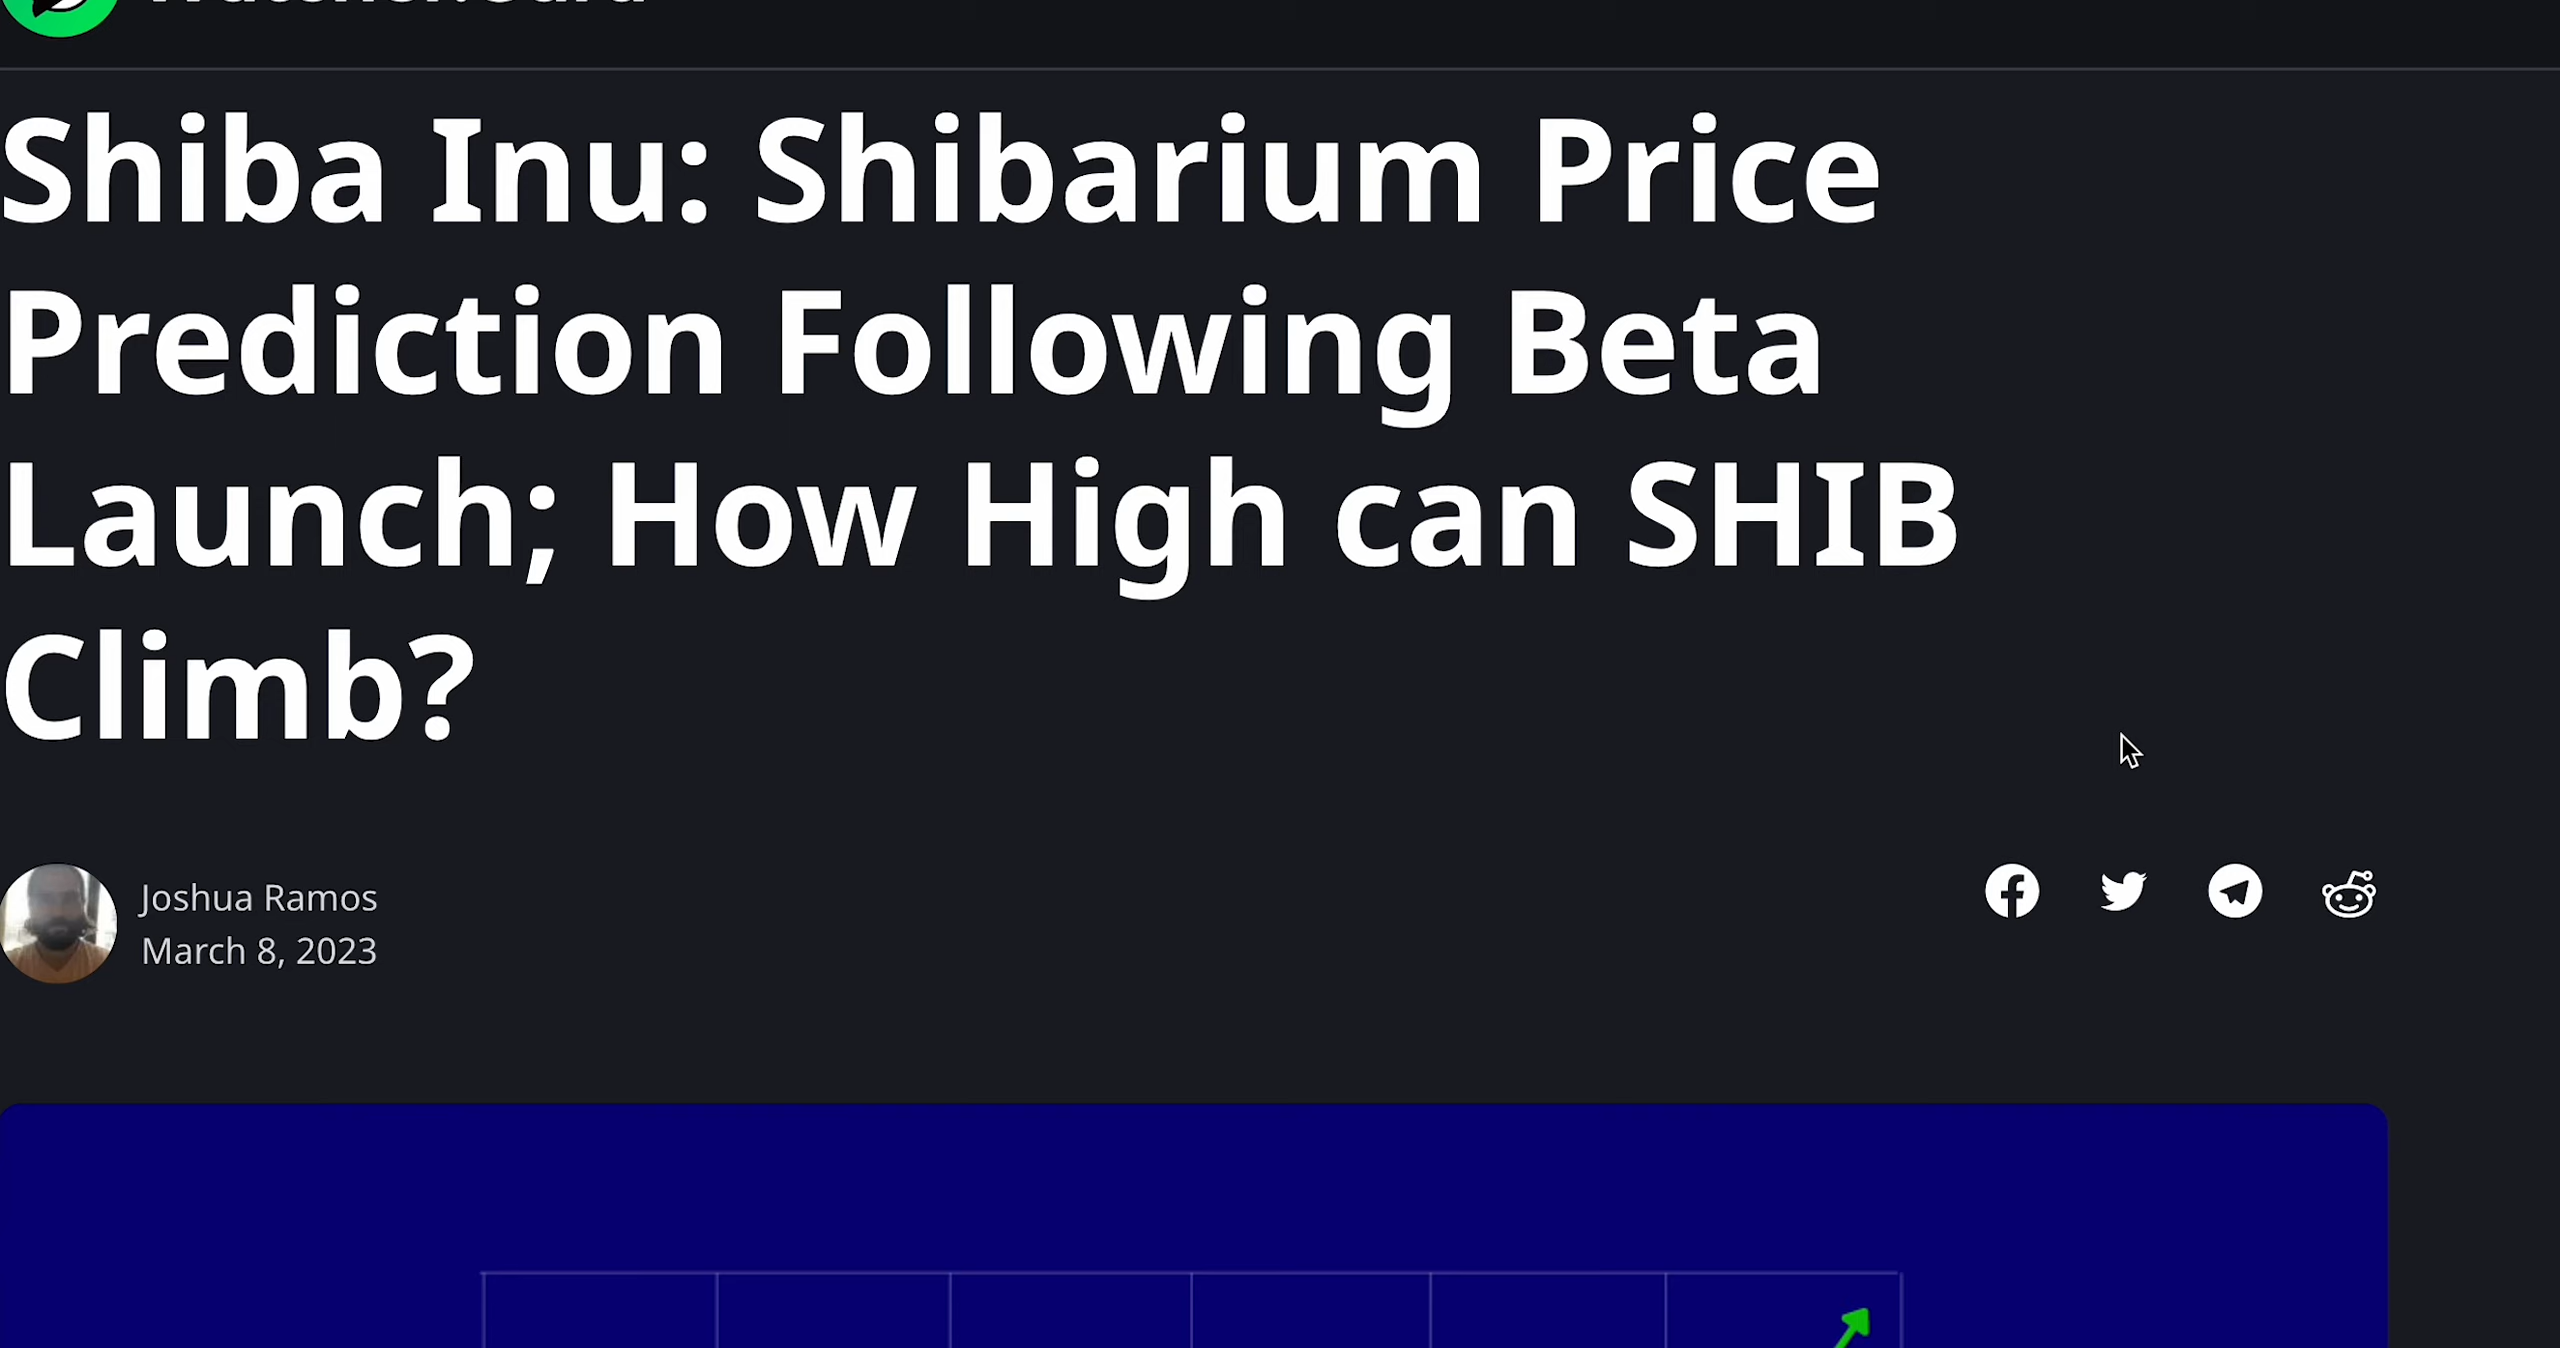 Shiba Inu: Shibarium Price
Prediction Following Beta
Launch; How High can SHIB
Climb?
Joshua Ramos
March 8, 2023